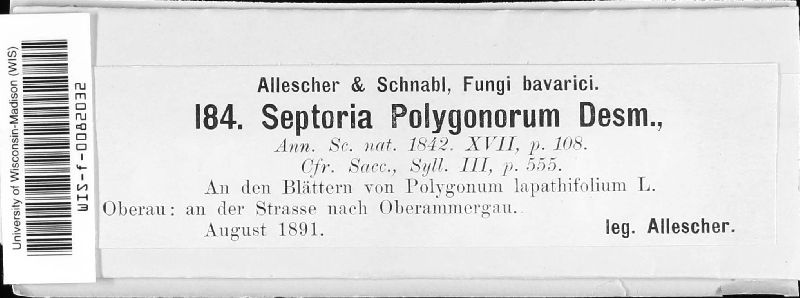 University of Wisconsin-Madison (WIS)
WIS-f-0082032
Allescher & Schnabl, Fungi bavarici.
184. Septoria Polygonorum Desm.,
Ann. Sc. nat. 1842. XVII, p. 108.
Cfr. Sacc., Syll. III, p. 555.
An den Blättern von Polygonum lapathifolium L.
Oberau: an der Strasse nach Oberammergau.
August 1891.
leg. Allescher.